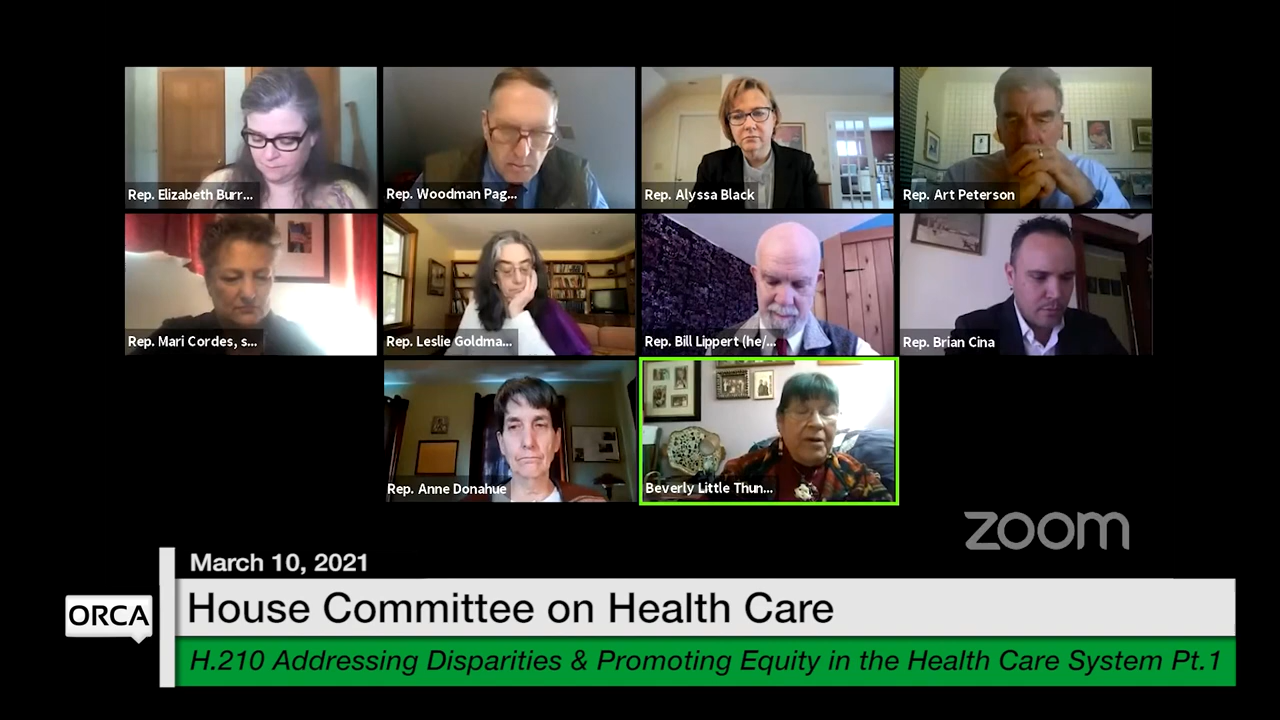 Rep. Elizabeth Burr...
Rep. Woodman Pag...
Rep. Alyssa Black
Rep. Art Peterson
Rep. Mari Cordes, s...
Rep. Leslie Goldma...
Rep. Bill Lippert (he/...
Rep. Brian Cina
Rep. Anne Donahue
Beverly Little Thun...
zoom
March 10, 2021
ORCA
House Committee on Health Care
H.210 Addressing Disparities & Promoting Equity in the Health Care System Pt.1